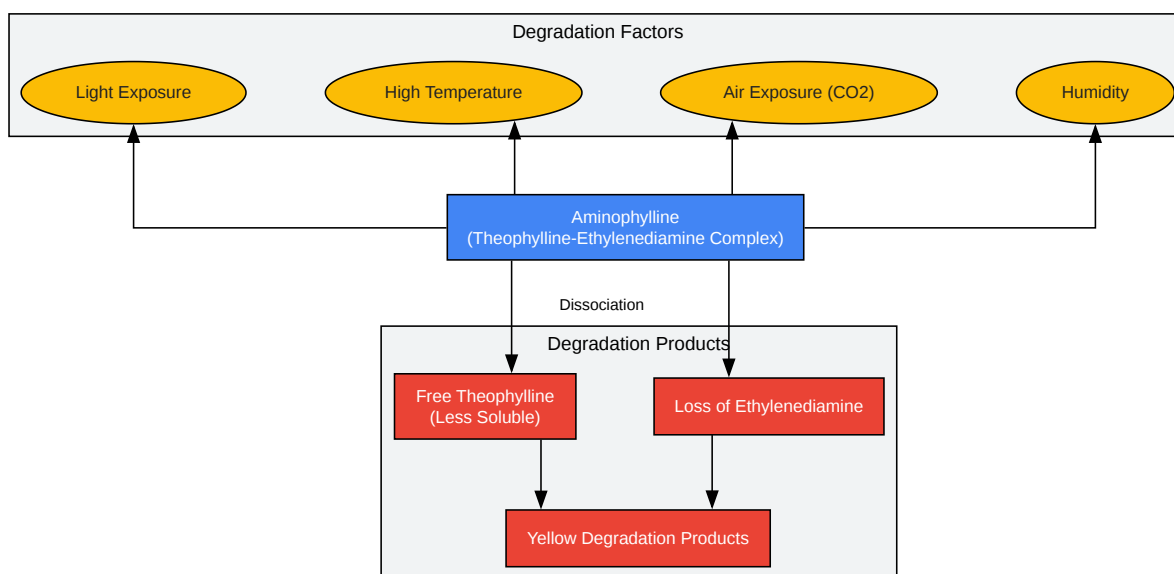 Degradation Factors
Light Exposure
High Temperature
Air Exposure (CO2)
Humidity
Aminophylline
(Theophylline-Ethylenediamine Complex)
Dissociation
Degradation Products
Free Theophylline
(Less Soluble)
Loss of Ethylenediamine
Yellow Degradation Products